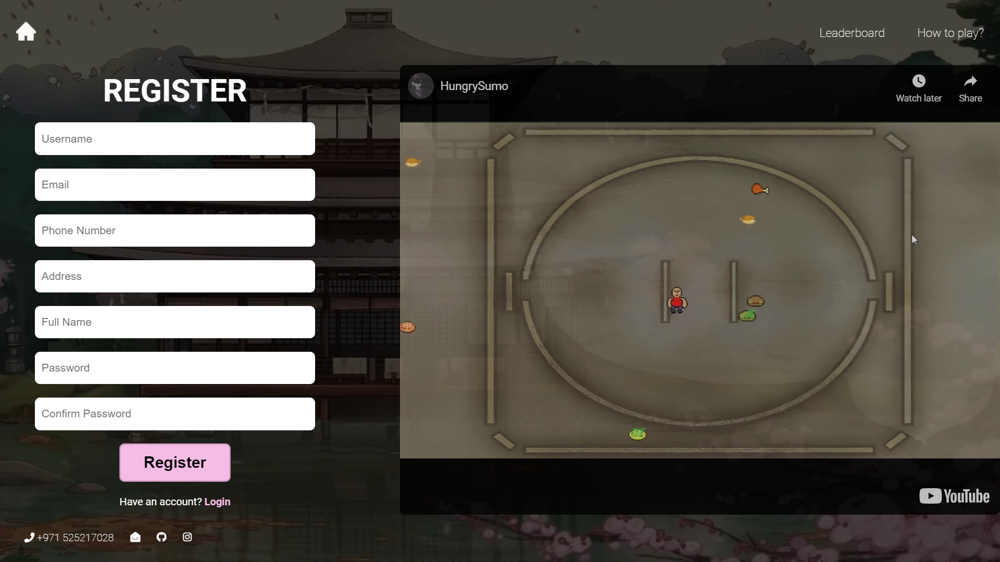 Leaderboard How to play?
REGISTER
Username
Email
Phone Number
Address
Full Name
Password
Confirm Password
Register
Have an account? Login
+971 525217028
HungrySumo
Watch later Share
YouTube